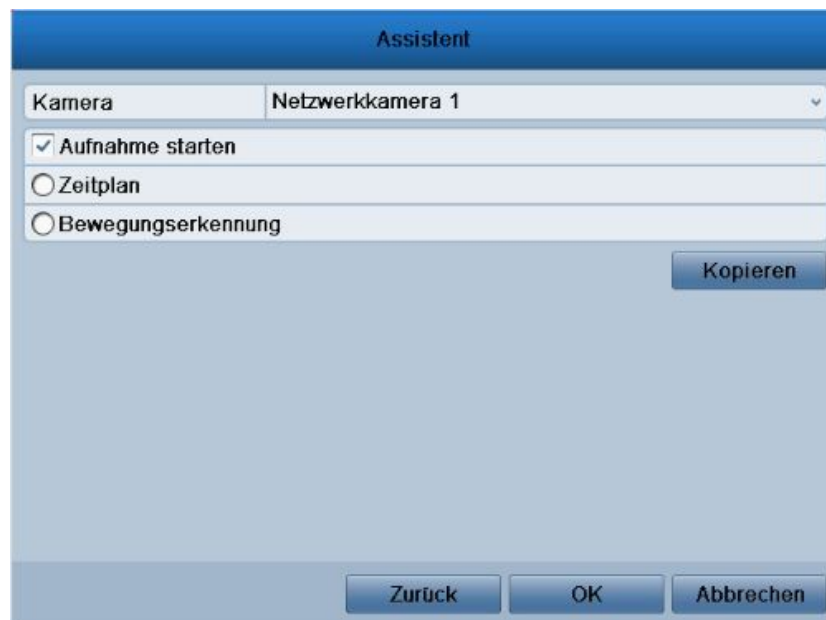 Assistent
Kamera Netzwerkkamera 1
Aufnahme starten
Zeitplan
Bewegungserkennung
Kopieren
Zurück OK Abbrechen